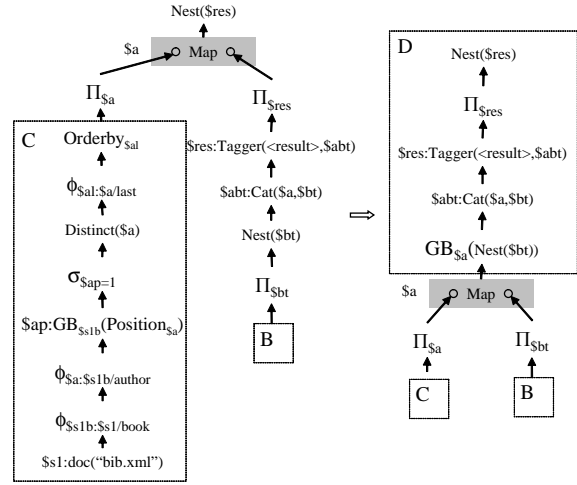 Nest($res)
$a
Map
Π$a
Π$res
C
Orderby$al
$res:Tagger(<result>,$abt)
ϕ$al:$a/last
$abt:Cat($a,$bt)
Distinct($a)
Nest($bt)
σ$ap=1
Π$bt
$ap:GB$s1b(Position$a)
B
ϕ$a:$s1b/author
ϕ$s1b:$s1/book
$s1:doc(“bib.xml”)
D
Nest($res)
Π$res
$res:Tagger(<result>,$abt)
$abt:Cat($a,$bt)
GB$a(Nest($bt))
$a
Map
Π$a
Π$bt
C
B